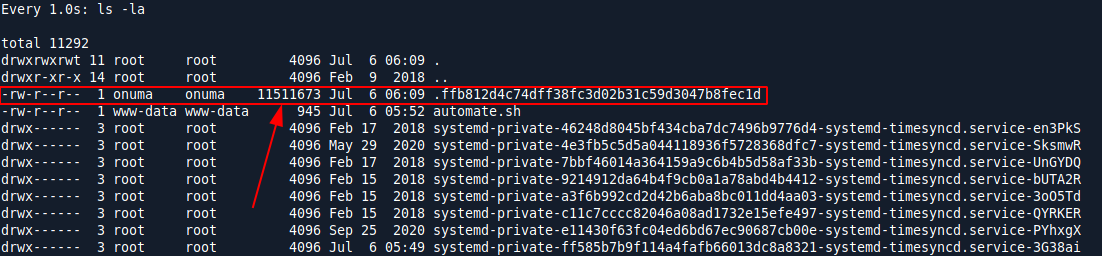 Every 1.0s: ls -la
total 11292
drwxrwxrwt 11 root     root         4096 Jul  6 06:09 .
drwxr-xr-x 14 root     root         4096 Feb  9  2018 ..
-rw-r--r--  1 onuma    onuma    11511673 Jul  6 06:09 .ffb812d4c74dff38fc3d02b31c59d3047b8fec1d
-rw-r--r--  1 www-data www-data      945 Jul  6 05:52 automate.sh
drwx------  3 root     root         4096 Feb 17  2018 systemd-private-46248d8045bf434cba7dc7496b9776d4-systemd-timesyncd.service-en3PkS
drwx------  3 root     root         4096 May 29  2020 systemd-private-4e3fb5c5d5a044118936f5728368dfc7-systemd-timesyncd.service-SksmwR
drwx------  3 root     root         4096 Feb 17  2018 systemd-private-7bbf46014a364159a9c6b4b5d58af33b-systemd-timesyncd.service-UnGYDQ
drwx------  3 root     root         4096 Feb 15  2018 systemd-private-9214912da64b4f9cb0a1a78abd4b4412-systemd-timesyncd.service-bUTA2R
drwx------  3 root     root         4096 Feb 15  2018 systemd-private-a3f6b992cd2d42b6aba8bc011dd4aa03-systemd-timesyncd.service-3oO5Td
drwx------  3 root     root         4096 Feb 15  2018 systemd-private-c11c7cccc82046a08ad1732e15efe497-systemd-timesyncd.service-QYRKER
drwx------  3 root     root         4096 Sep 25  2020 systemd-private-e11430f63fc04ed6bd67ec90687cb00e-systemd-timesyncd.service-PYhxgX
drwx------  3 root     root         4096 Jul  6 05:49 systemd-private-ff585b7b9f114a4fafb66013dc8a8321-systemd-timesyncd.service-3G38ai